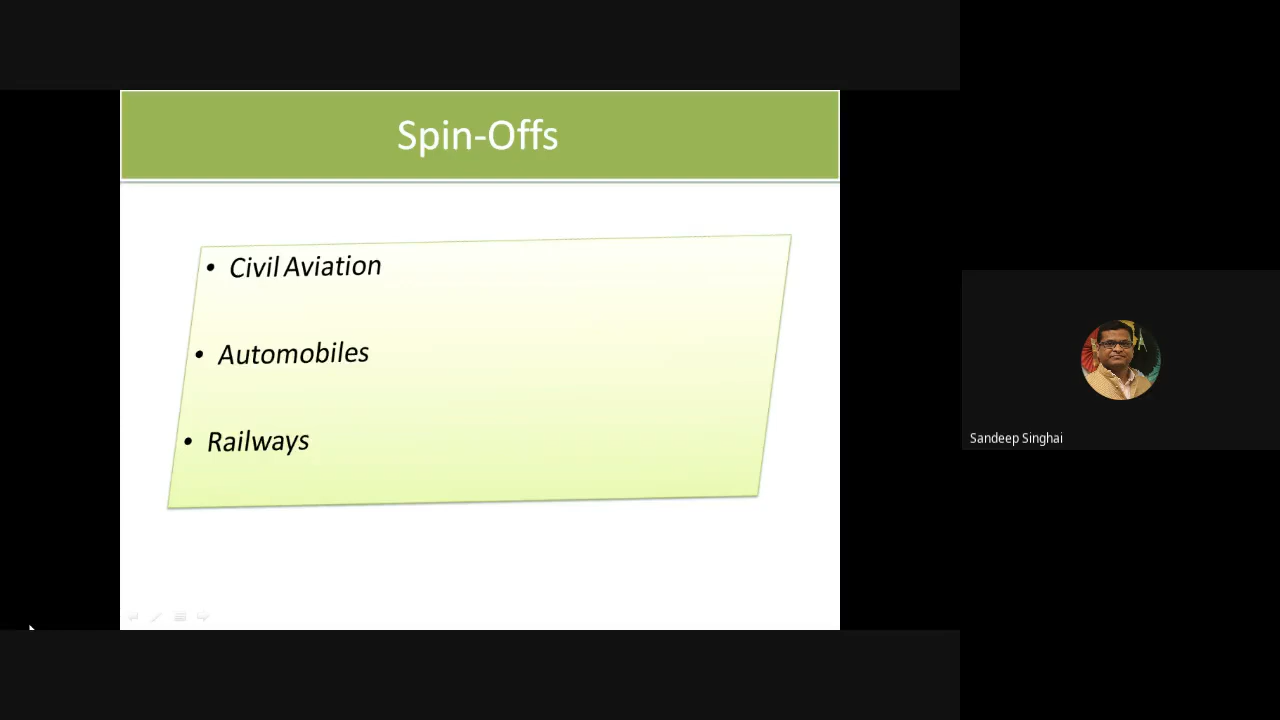 Spin-Offs
• Civil Aviation
• Automobiles
• Railways
Sandeep Singhai